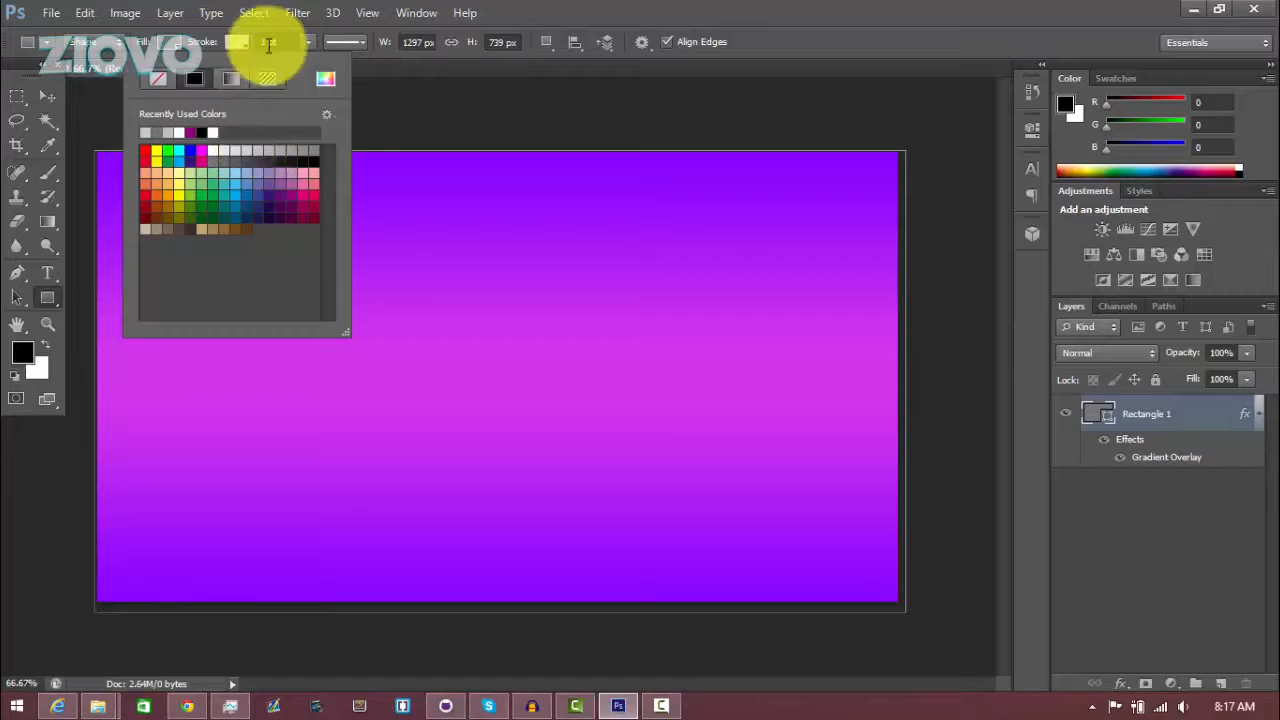 Ps File Edit Image Layer Type Select Filter 3D View Window Help
Shape Fill: Stroke: W: 1297 px H: 739 px Align Edges Essentials
ZIOVO
Recently Used Colors
Color Swatches
R 0
G 0
B 0
Adjustments Styles
Add an adjustment
Layers Channels Paths
Kind
Normal Opacity: 100%
Lock: Fill: 100%
Rectangle 1 fx
Effects
Gradient Overlay
66.67% Doc: 2.64M/0 bytes
8:17 AM